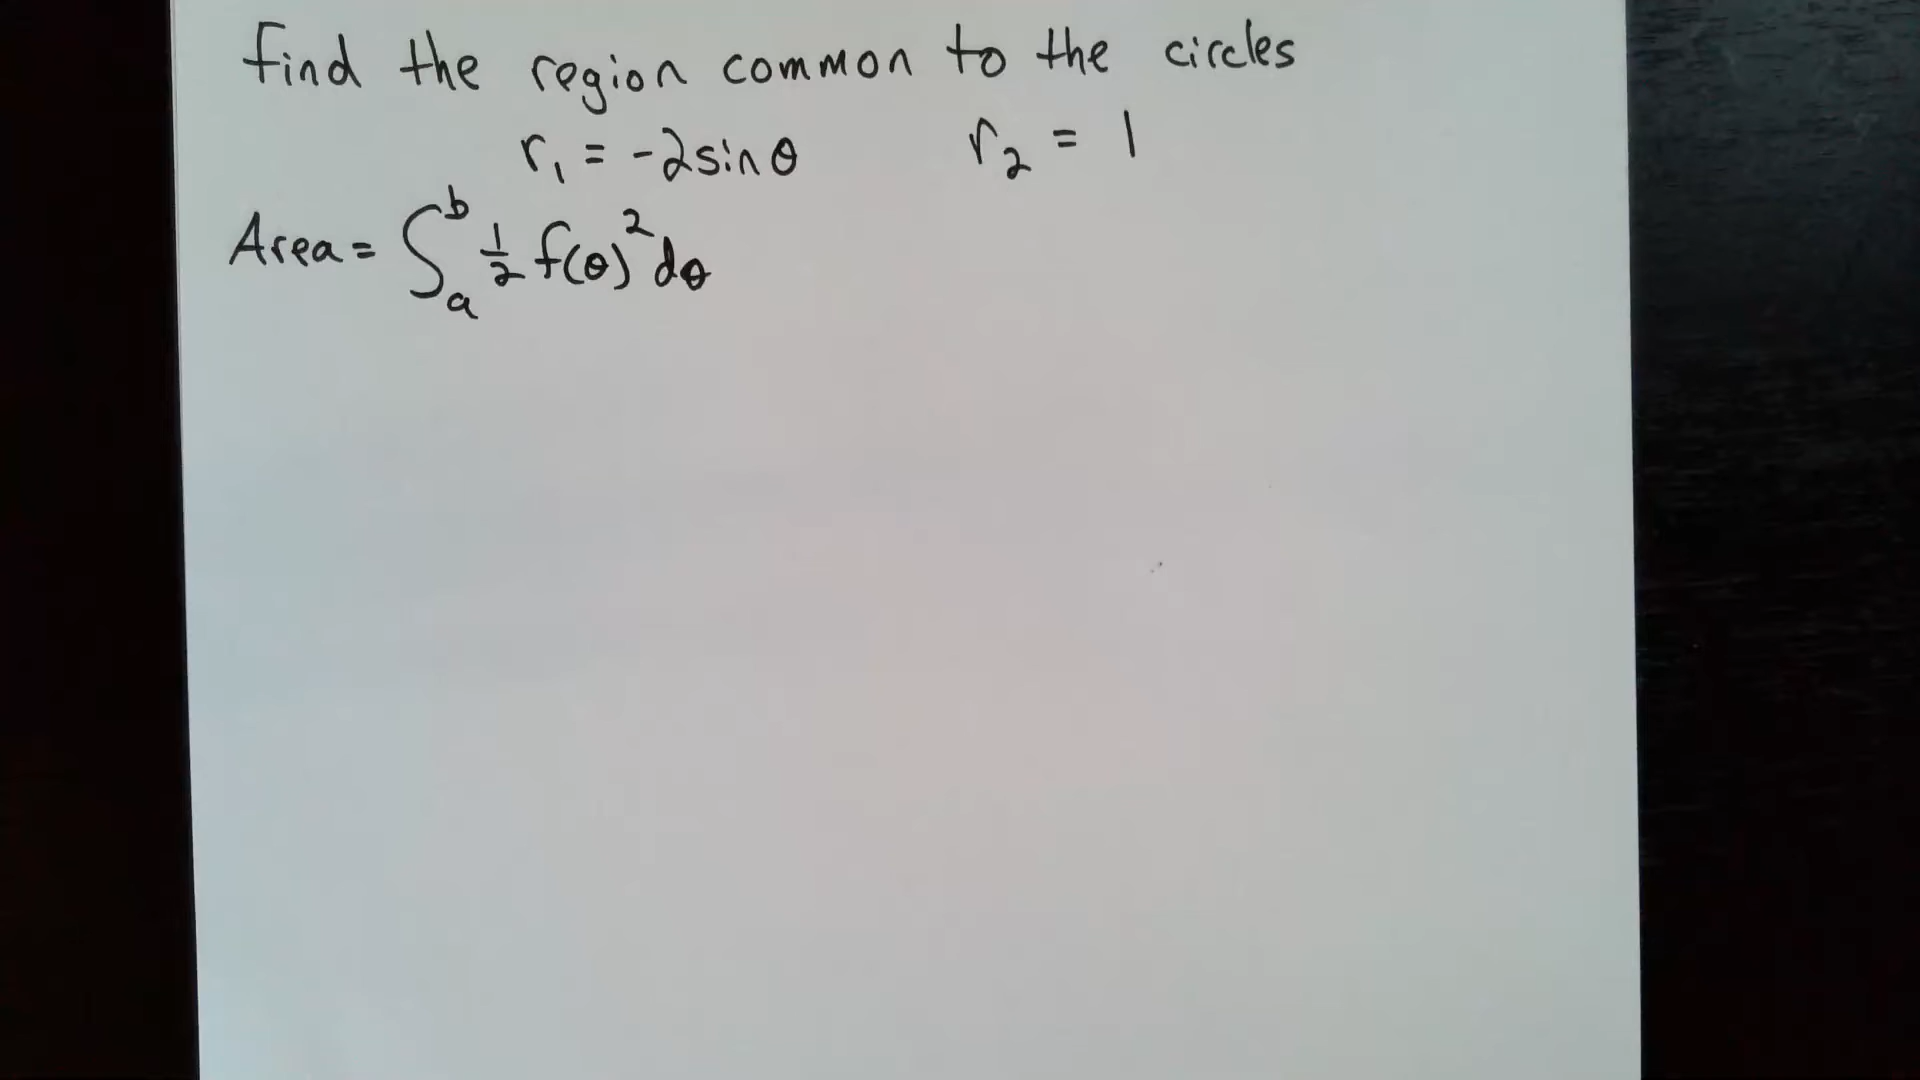 find the region common to the circles
r₁ = -2sinθ r₂ = 1
Area = ∫ₐᵇ ½ f(θ)² dθ